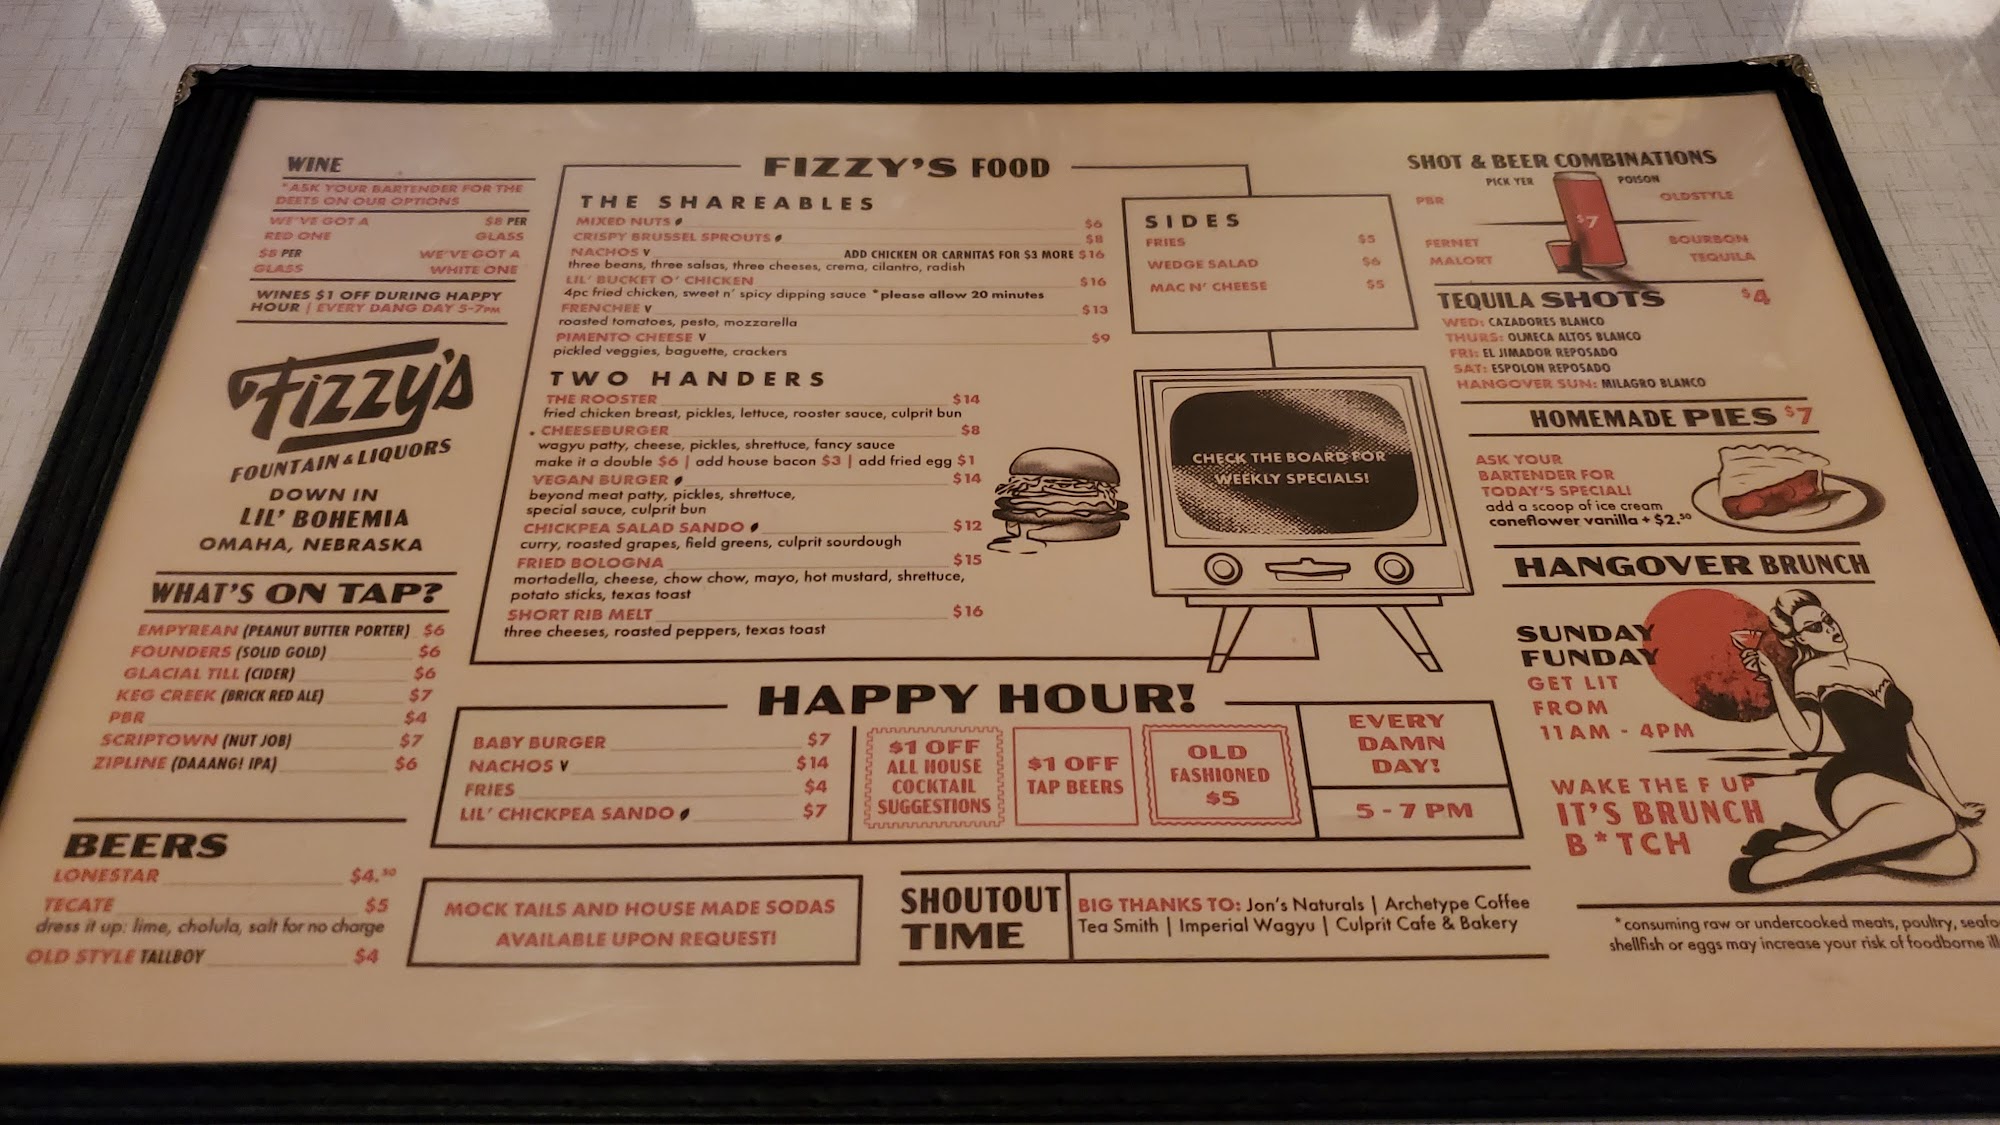 WINE
*ASK YOUR BARTENDER FOR THE
DEETS ON OUR OPTIONS
WE'VE GOT A $8 PER
RED ONE GLASS
$8 PER WE'VE GOT A
GLASS WHITE ONE
WINES $1 OFF DURING HAPPY
HOUR | EVERY DANG DAY 5-7PM
Fizzy's
FOUNTAIN & LIQUORS
DOWN IN
LIL' BOHEMIA
OMAHA, NEBRASKA
WHAT'S ON TAP?
EMPYREAN (PEANUT BUTTER PORTER) $6
FOUNDERS (SOLID GOLD) $6
GLACIAL TILL (CIDER) $6
KEG CREEK (BRICK RED ALE) $7
PBR $4
SCRIPTOWN (NUT JOB) $7
ZIPLINE (DAAANG! IPA) $6
BEERS
LONESTAR $4.50
TECATE $5
dress it up: lime, cholula, salt for no charge
OLD STYLE TALLBOY $4
FIZZY'S FOOD
THE SHAREABLES
MIXED NUTS $6
CRISPY BRUSSEL SPROUTS $8
NACHOS V ADD CHICKEN OR CARNITAS FOR $3 MORE $16
three beans, three salsas, three cheeses, crema, cilantro, radish
LIL' BUCKET O' CHICKEN $16
4pc fried chicken, sweet n' spicy dipping sauce *please allow 20 minutes
FRENCHEE V $13
roasted tomatoes, pesto, mozzarella
PIMENTO CHEESE V $9
pickled veggies, baguette, crackers
TWO HANDERS
THE ROOSTER $14
fried chicken breast, pickles, lettuce, rooster sauce, culprit bun
CHEESEBURGER $8
wagyu patty, cheese, pickles, shrettuce, fancy sauce
make it a double $6 | add house bacon $3 | add fried egg $1
VEGAN BURGER $14
beyond meat patty, pickles, shrettuce,
special sauce, culprit bun
CHICKPEA SALAD SANDO $12
curry, roasted grapes, field greens, culprit sourdough
FRIED BOLOGNA $15
mortadella, cheese, chow chow, mayo, hot mustard, shrettuce,
potato sticks, texas toast
SHORT RIB MELT $16
three cheeses, roasted peppers, texas toast
SIDES
FRIES $5
WEDGE SALAD $6
MAC N' CHEESE $5
CHECK THE BOARD FOR
WEEKLY SPECIALS!
HAPPY HOUR!
BABY BURGER $7
NACHOS V $14
FRIES $4
LIL' CHICKPEA SANDO $7
$1 OFF
ALL HOUSE
COCKTAIL
SUGGESTIONS
$1 OFF
TAP BEERS
OLD
FASHIONED
$5
EVERY
DAMN
DAY!
5 - 7 PM
MOCK TAILS AND HOUSE MADE SODAS
AVAILABLE UPON REQUEST!
SHOUTOUT
TIME
BIG THANKS TO: Jon's Naturals | Archetype Coffee
Tea Smith | Imperial Wagyu | Culprit Cafe & Bakery
SHOT & BEER COMBINATIONS
PICK YER POISON
PBR OLDSTYLE
$7
FERNET BOURBON
MALORT TEQUILA
TEQUILA SHOTS $4
WED: CAZADORES BLANCO
THURS: OLMECA ALTOS BLANCO
FRI: EL JIMADOR REPOSADO
SAT: ESPOLON REPOSADO
HANGOVER SUN: MILAGRO BLANCO
HOMEMADE PIES $7
ASK YOUR
BARTENDER FOR
TODAY'S SPECIAL!
add a scoop of ice cream
coneflower vanilla + $2.50
HANGOVER BRUNCH
SUNDAY
FUNDAY
GET LIT
FROM
11AM - 4PM
WAKE THE F UP
IT'S BRUNCH
B*TCH
*consuming raw or undercooked meats, poultry, seafo
shellfish or eggs may increase your risk of foodborne ill